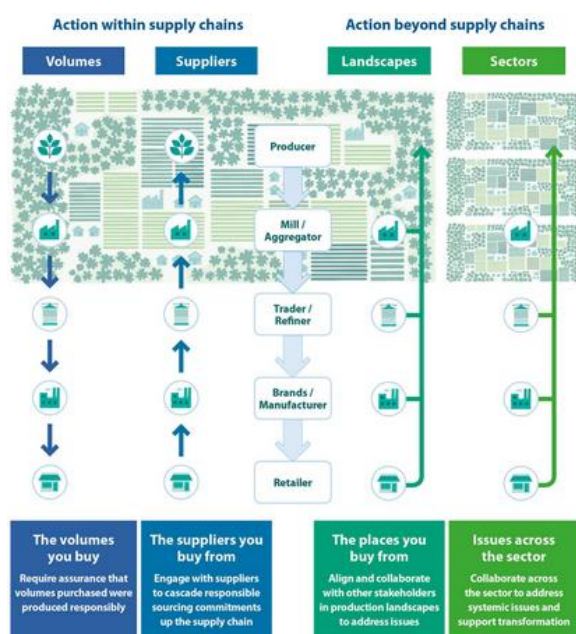 Action within supply chains
Action beyond supply chains
Volumes
Suppliers
Landscapes
Sectors
Producer
Mill /
Aggregator
Trader /
Refiner
Brands /
Manufacturer
Retailer
The volumes
you buy
Require assurance that
volumes purchased were
produced responsibly
The suppliers you
buy from
Engage with suppliers
to cascade responsible
sourcing commitments
up the supply chain
The places you
buy from
Align and collaborate
with other stakeholders
in production landscapes
to address issues
Issues across
the sector
Collaborate across
the sector to address
systemic issues and
support transformation